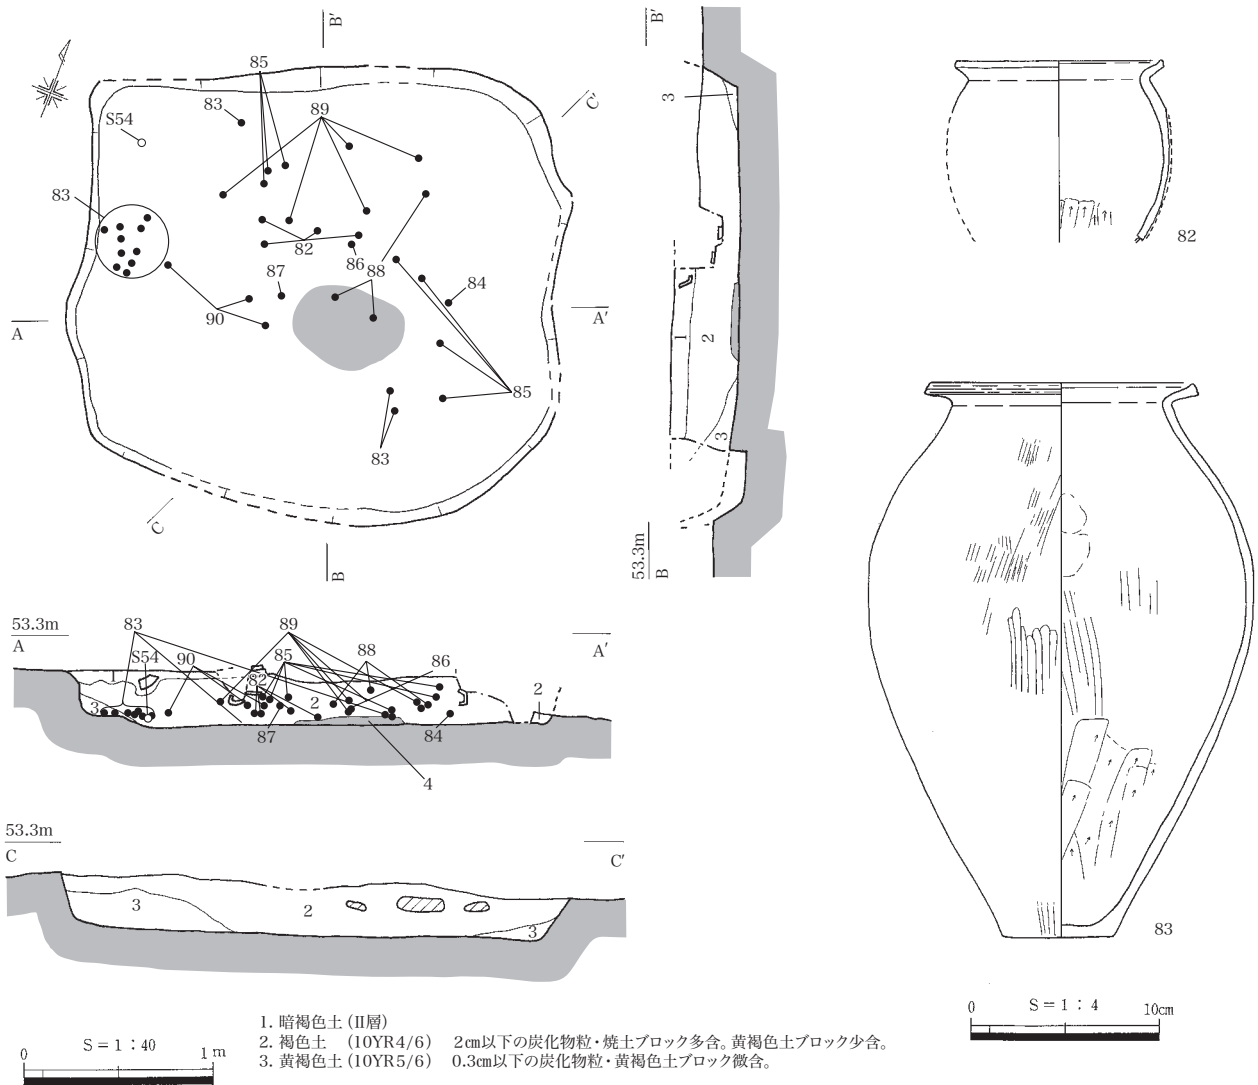 B′
B′
85
83
89
C′
3
S54
83
82
82
86
88
87
84
90
A
A′
1
2
85
83
3
C
B
53.3m
B
53.3m
A
83
89
A′
S54
90
85
88
86
82
2
2
3
87
84
4
53.3m
C
C′
3
2
3
83
1. 暗褐色土 (II層)
2. 褐色土 (10YR4/6) 2㎝以下の炭化物粒・焼土ブロック多含。黄褐色土ブロック少含。
3. 黄褐色土 (10YR5/6) 0.3㎝以下の炭化物粒・黄褐色土ブロック微含。
S = 1 : 40
0 1 m
S = 1 : 4
0 10cm